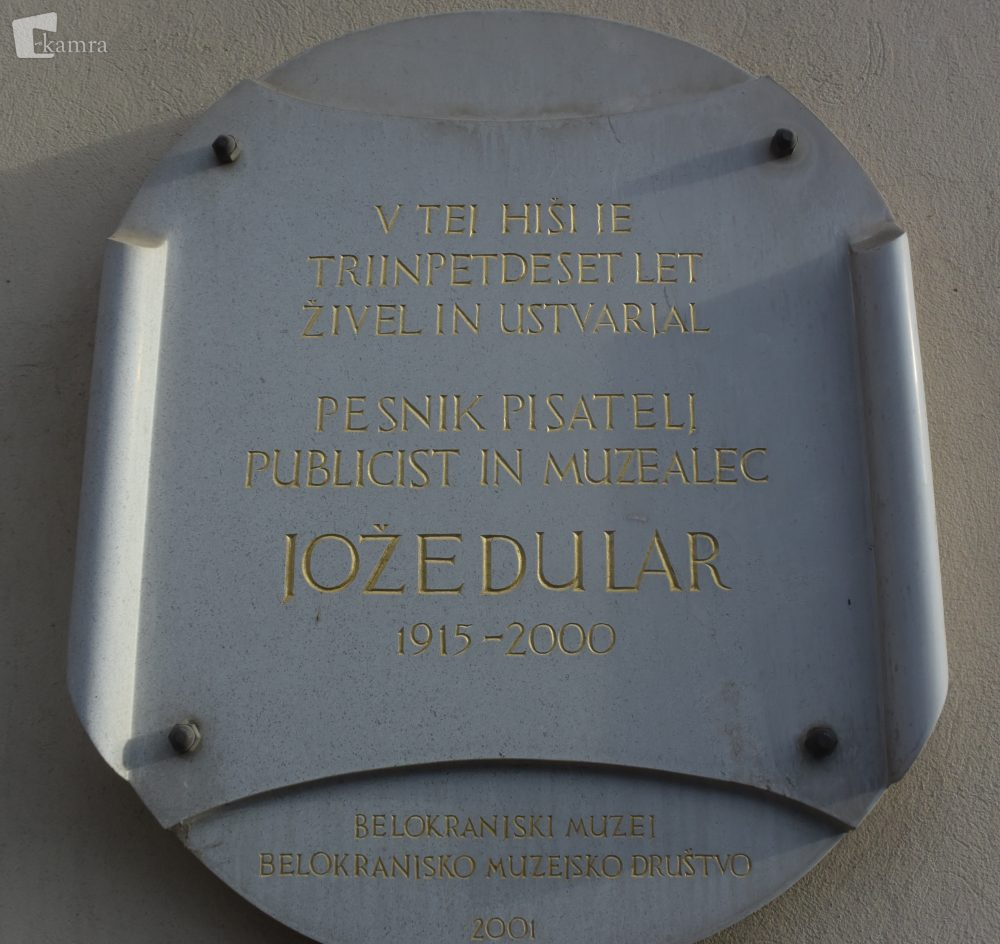 kamra
V TEJ HIŠI JE
TRIINPETDESET LET
ŽIVEL IN USTVARJAL
PESNIK PISATELJ
PUBLICIST IN MUZEALEC
JOŽE DULAR
1915-2000
BELOKRANJSKI MUZEJ
BELOKRANJSKO MUZEJSKO DRUŠTVO
2001